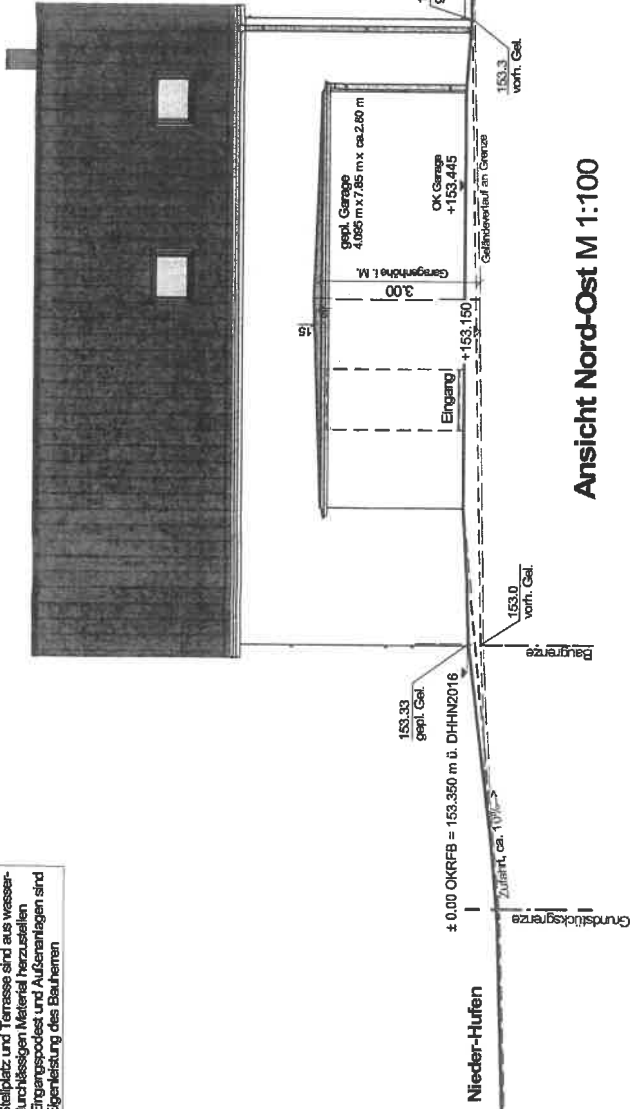 Stellplatz und Terrasse sind aus wasser-
durchlässigen Material herzustellen
Eingangspodest und Außenanlagen sind
Eigenleistung des Bauherren
153.3
vorh. Gel.
gepl. Garage
4.095 m x 7.85 m x ca.2.60 m
OK Garage
+153.445
Geländeverlauf an Grenze
Garagenhöhe i. M.
3.00
15
+153.150
Eingang
153.0
vorh. Gel.
Baugrenze
153.33
gepl. Gel.
± 0.00 OKRFB = 153.350 m ü. DHHN2016
Zufahrt, ca. 10% >
Grundstücksgrenze
Nieder-Hufen
Ansicht Nord-Ost M 1:100